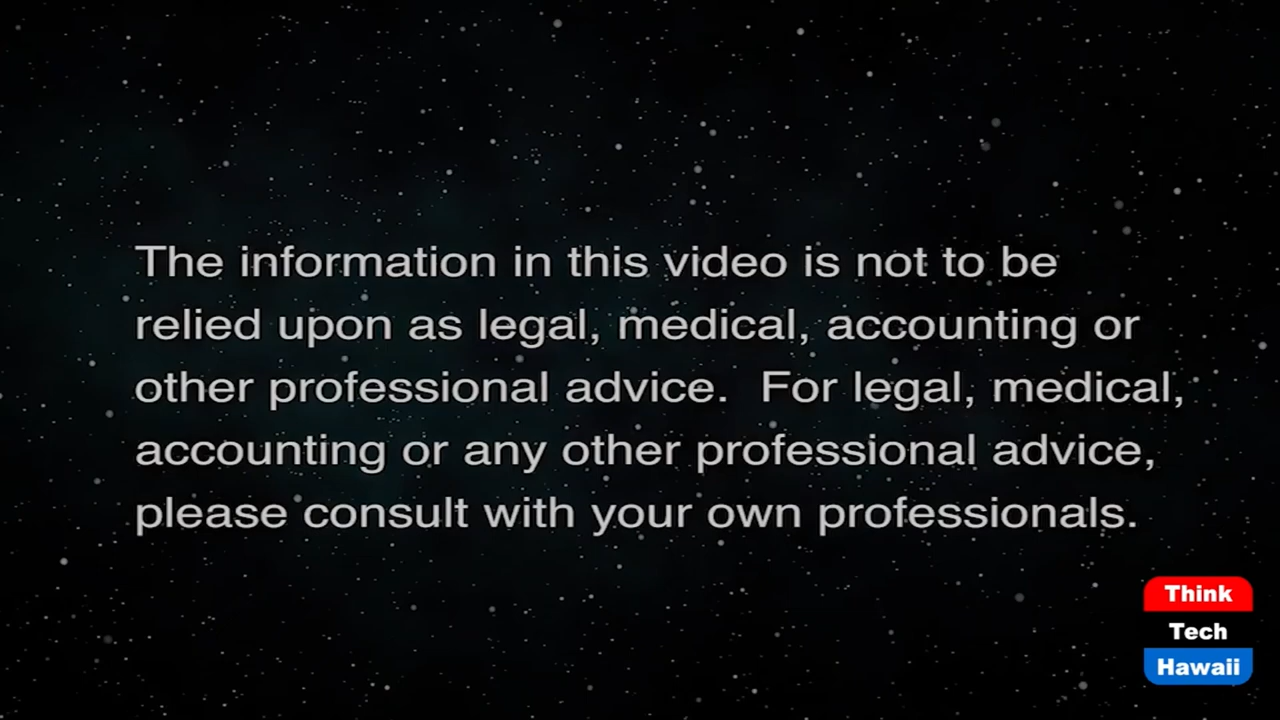 The information in this video is not to be
relied upon as legal, medical, accounting or
other professional advice.  For legal, medical,
accounting or any other professional advice,
please consult with your own professionals.
Think
Tech
Hawaii